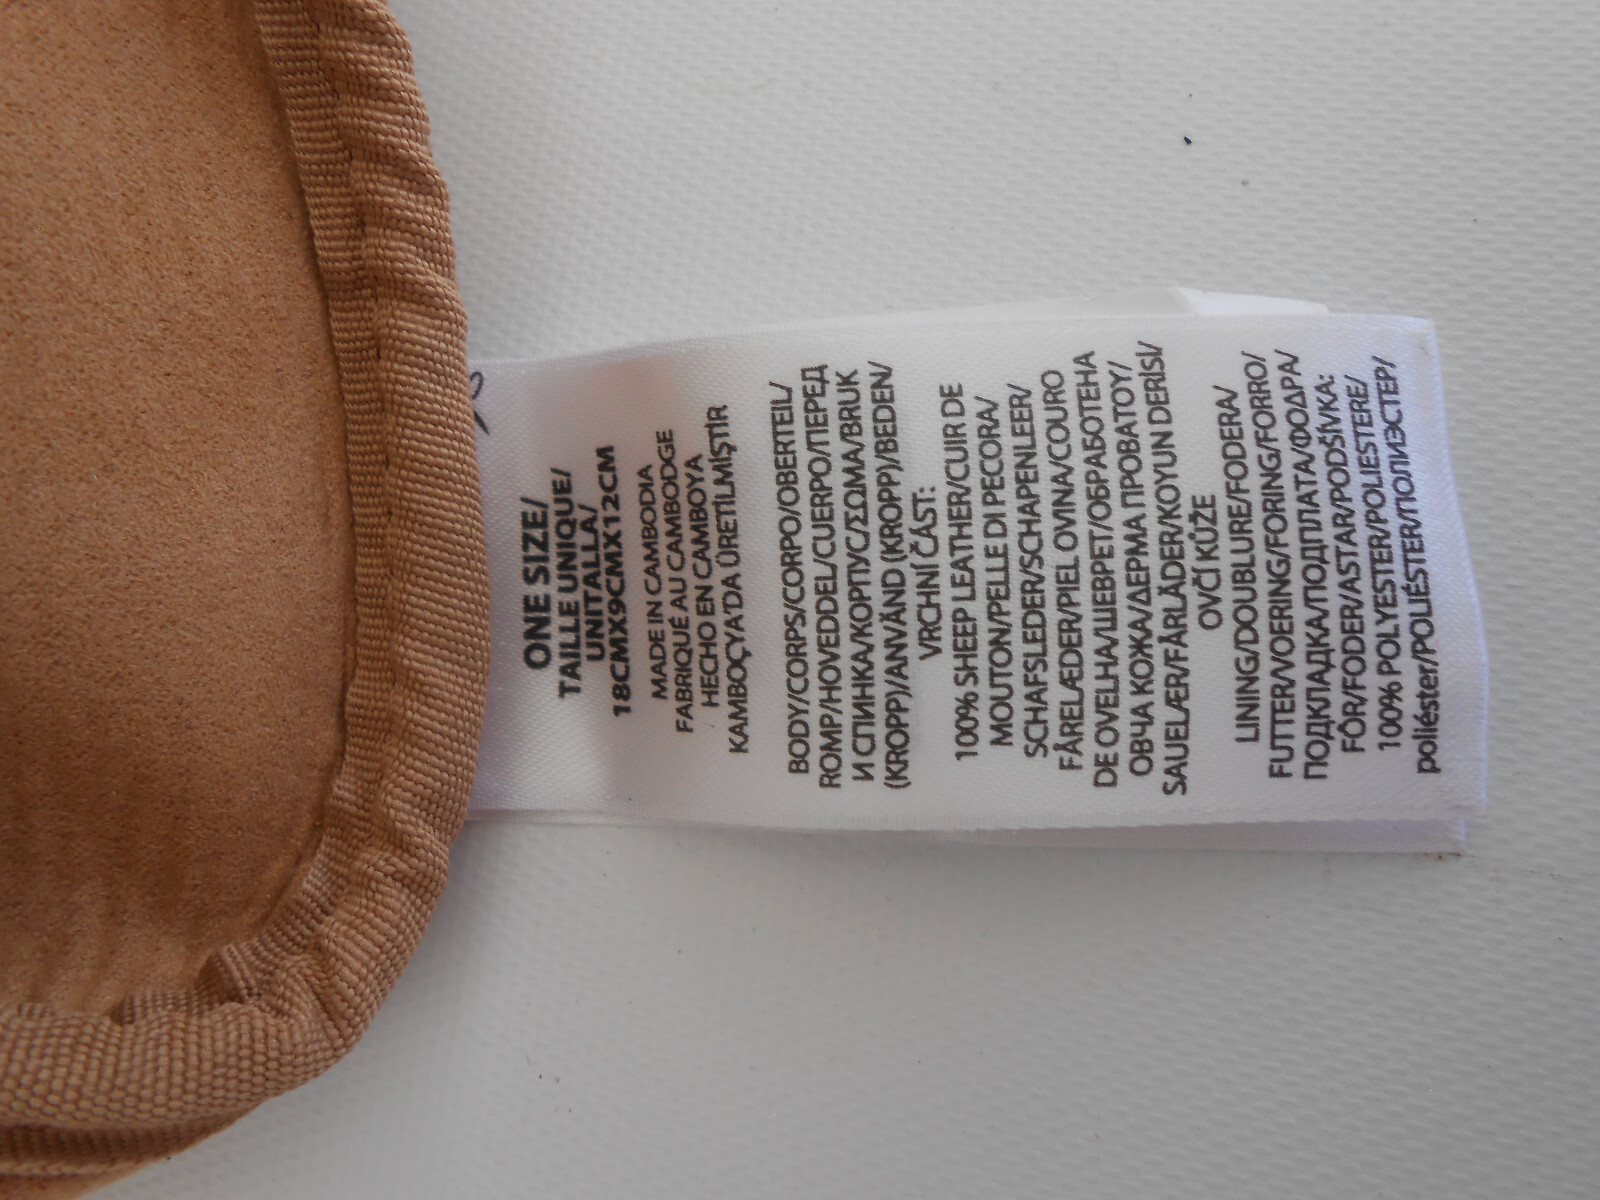 ONE SIZE/
TAILLE UNIQUE/
UNITALLA/
18CMX9CMX12CM
MADE IN CAMBODIA
FABRIQUÉ AU CAMBODGE
HECHO EN CAMBOYA
KAMBOÇYA'DA ÜRETİLMİŞTİR
BODY/CORPS/CORPO/OBERTEIL/
ROMP/HOVEDDEL/CUERPO/ПЕРЕД
И СПИНКА/КОРПУС/ΣΩΜΑ/BRUK
(KROPP)/ANVÄND (KROPP)/BEDEN/
VRCHNÍ ČÁST:
100% SHEEP LEATHER/CUIR DE
MOUTON/PELLE DI PECORA/
SCHAFSLEDER/SCHAPENLEER/
FÅRELÆDER/PIEL OVINA/COURO
DE OVELHA/ШЕВРЕТ/ОБРАБОТЕНА
ОВЧА КОЖА/ΔΕΡΜΑ ΠΡΟΒΑΤΟΥ/
SAUELÆR/FÅRLÄDER/KOYUN DERİSİ/
OVČÍ KŮŽE
LINING/DOUBLURE/FODERA/
FUTTER/VOERING/FORING/FORRO/
ПОДКЛАДКА/ПОДПЛАТА/ΦΟΔΡΑ/
FÔR/FODER/ASTAR/PODŠÍVKA:
100% POLYESTER/POLIESTERE/
poliéster/POLIÉSTER/ПОЛИЭСТЕР/